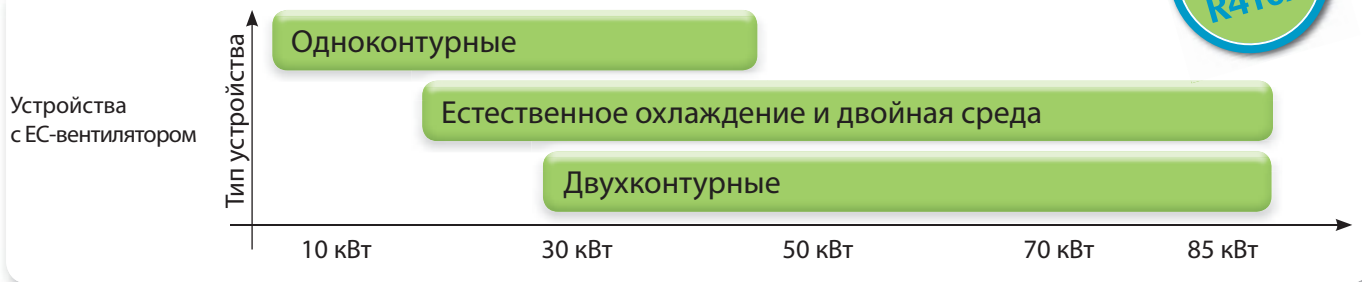 Одноконтурные
Естественное охлаждение и двойная среда
Двухконтурные
Устройства
с ЕС-вентилятором
Тип устройства
10 кВт
30 кВт
50 кВт
70 кВт
85 кВт